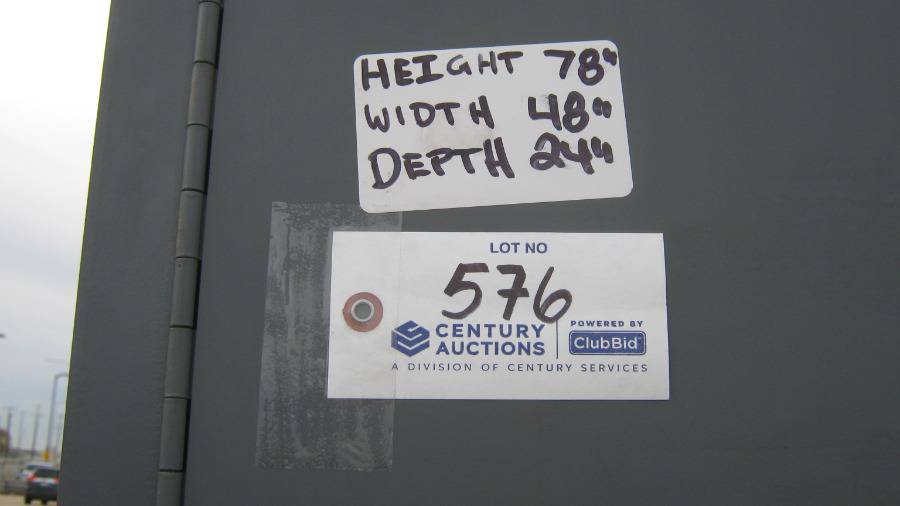 HEIGHT 78"
WIDTH 48"
DEPTH 24"
LOT NO
576
CENTURY AUCTIONS
POWERED BY
ClubBid
A DIVISION OF CENTURY SERVICES